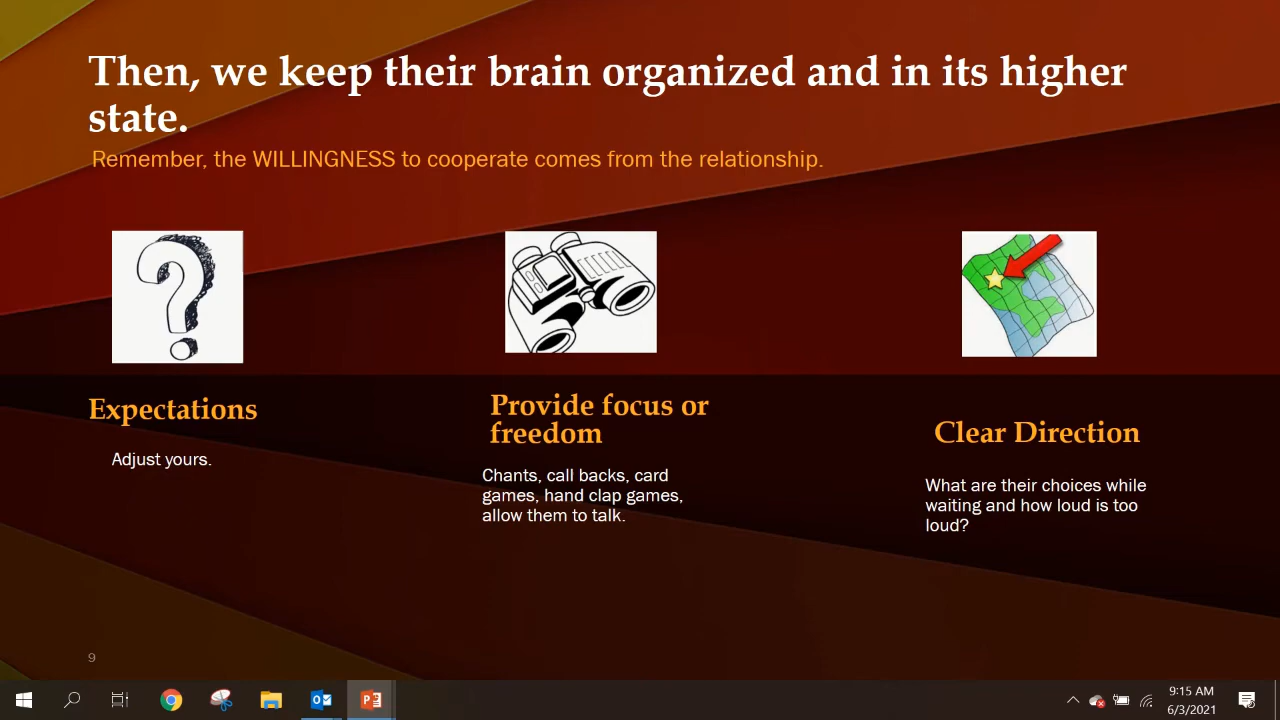 Then, we keep their brain organized and in its higher
state.
Remember, the WILLINGNESS to cooperate comes from the relationship.
Expectations
Adjust yours.
Provide focus or
freedom
Chants, call backs, card
games, hand clap games,
allow them to talk.
Clear Direction
What are their choices while
waiting and how loud is too
loud?
9
9:15 AM
6/3/2021